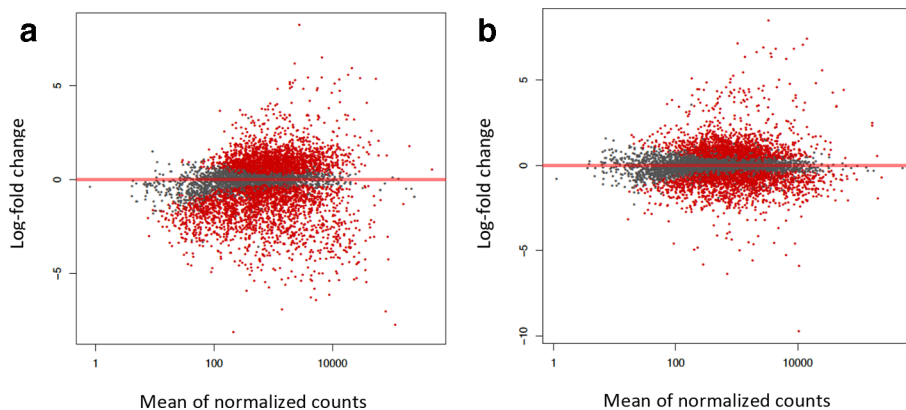 a
Log-fold change
5
0
−5
1
100
10000
Mean of normalized counts
b
Log-fold change
5
0
−5
−10
1
100
10000
Mean of normalized counts